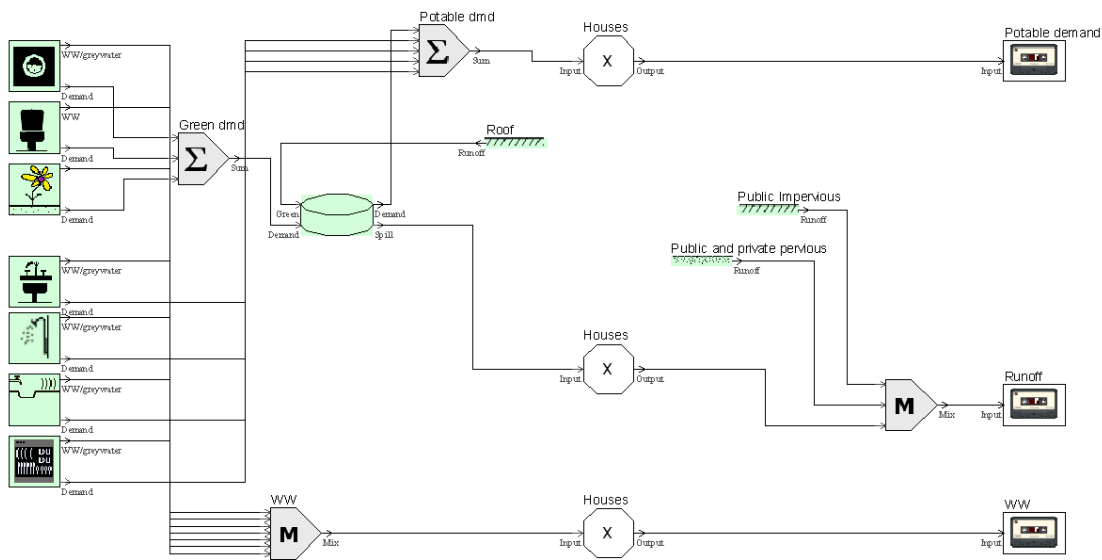 Potable dmd
Houses
Potable demand
WW/greywater
Σ
Sum
Input
X
Output
Input
Demand
WW
Green dmd
Roof
Runoff
Demand
Σ
Sum
Public Impervious
Green
Demand
Runoff
Demand
Demand
Spill
Public and private pervious
Runoff
WW/greywater
Demand
WW/greywater
Houses
Demand
Input
X
Output
Runoff
WW/greywater
M
Mix
Input
Demand
WW/greywater
Demand
WW
Houses
WW
M
Mix
Input
X
Output
Input